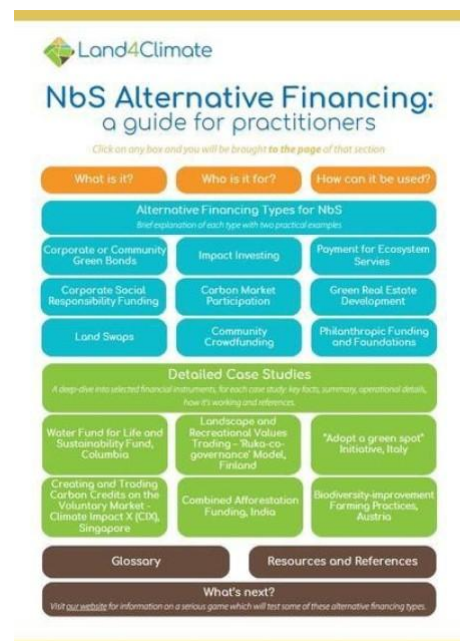 Land4Climate
NbS Alternative Financing:
a guide for practitioners
Click on any box and you will be brought to the page of that section
What is it?
Who is it for?
How can it be used?
Alternative Financing Types for NbS
Brief explanation of each type with two practical examples
Corporate or Community
Green Bonds
Impact Investing
Payment for Ecosystem
Servies
Corporate Social
Responsibility Funding
Carbon Market
Participation
Green Real Estate
Development
Land Swaps
Community
Crowdfunding
Philanthropic Funding
and Foundations
Detailed Case Studies
A deep-dive into selected financial instruments, for each case study: key facts, summary, operational details,
how it's working and references.
Water Fund for Life and
Sustainability Fund,
Columbia
Landscape and
Recreational Values
Trading - 'Ruka-co-
governance' Model,
Finland
"Adopt a green spot"
Initiative, Italy
Creating and Trading
Carbon Credits on the
Voluntary Market -
Climate Impact X (CIX),
Singapore
Combined Afforestation
Funding, India
Biodiversity-improvement
Farming Practices,
Austria
Glossary
Resources and References
What's next?
Visit our website for information on a serious game which will test some of these alternative financing types.